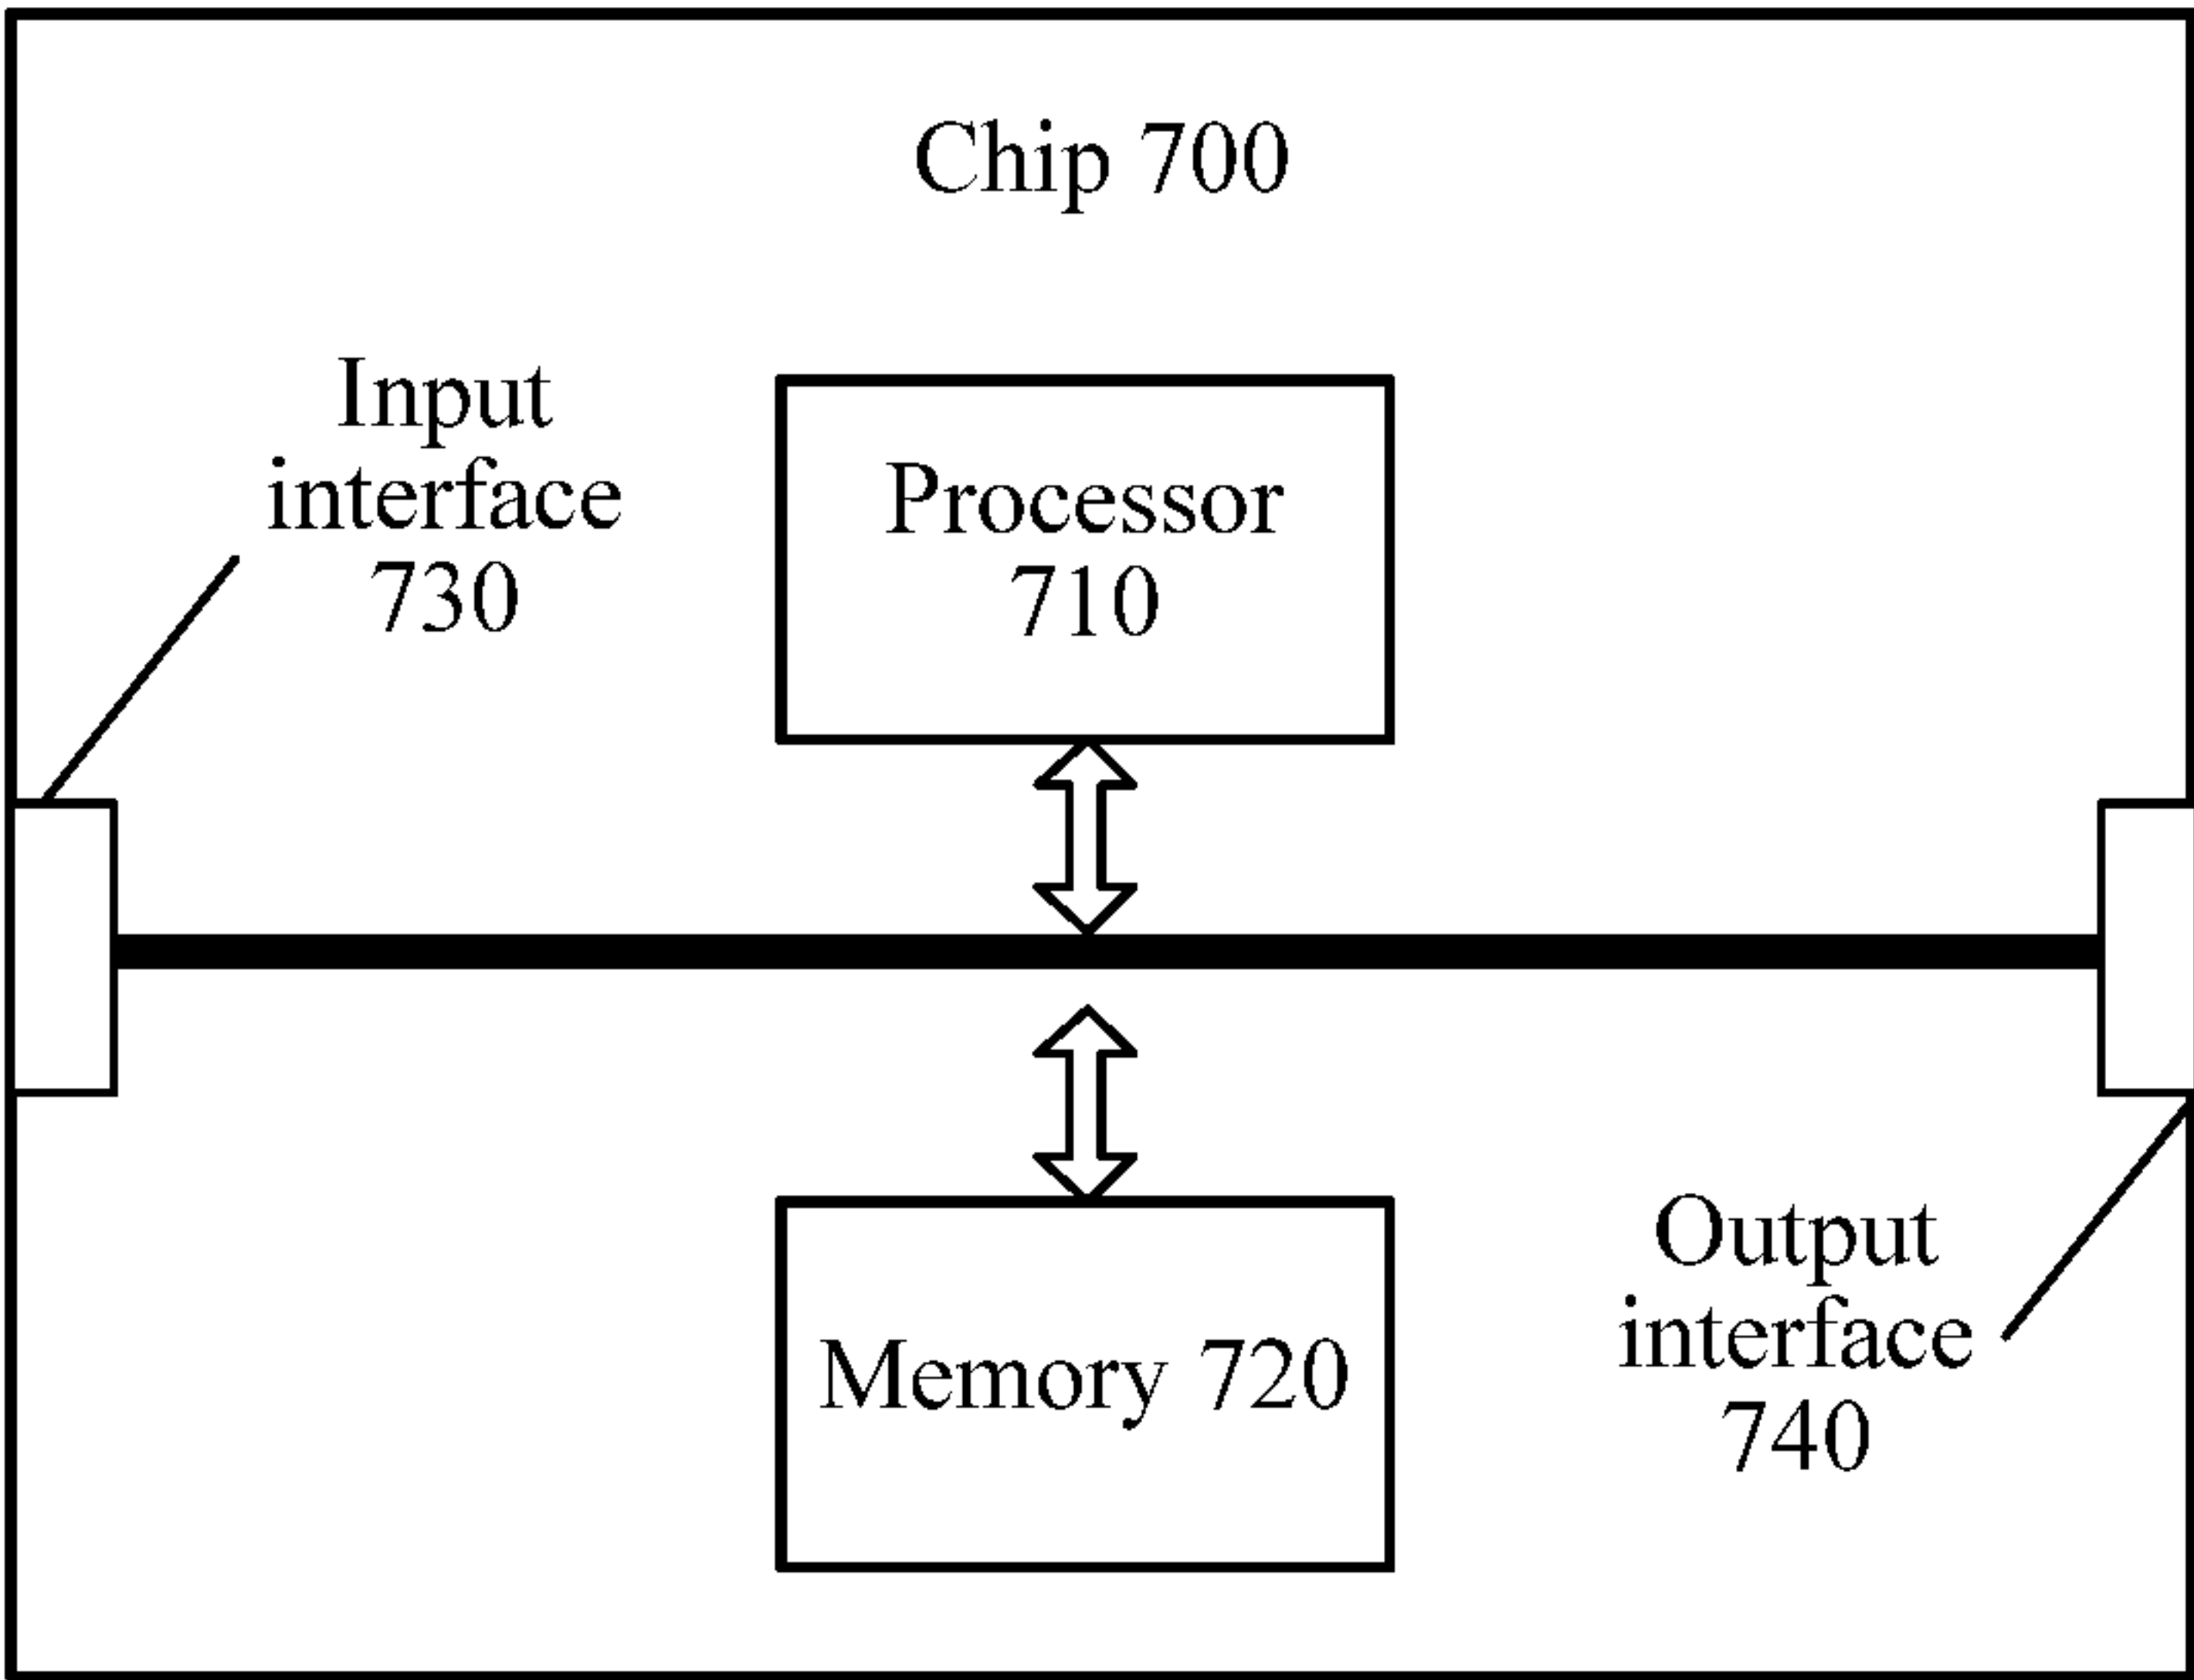 Chip 700
Input
interface
730
Processor
710
Memory 720
Output
interface
740